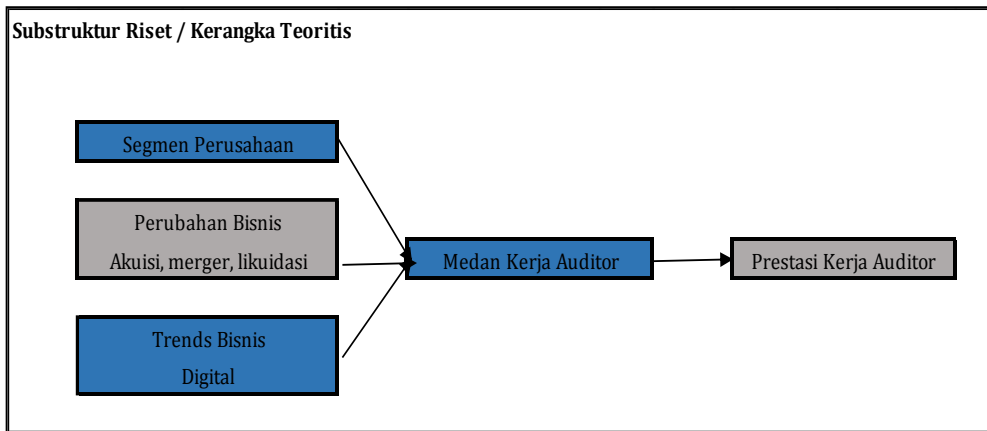 Substruktur Riset / Kerangka Teoritis
Segmen Perusahaan
Perubahan Bisnis
Akuisi, merger, likuidasi
Medan Kerja Auditor
Prestasi Kerja Auditor
Trends Bisnis
Digital